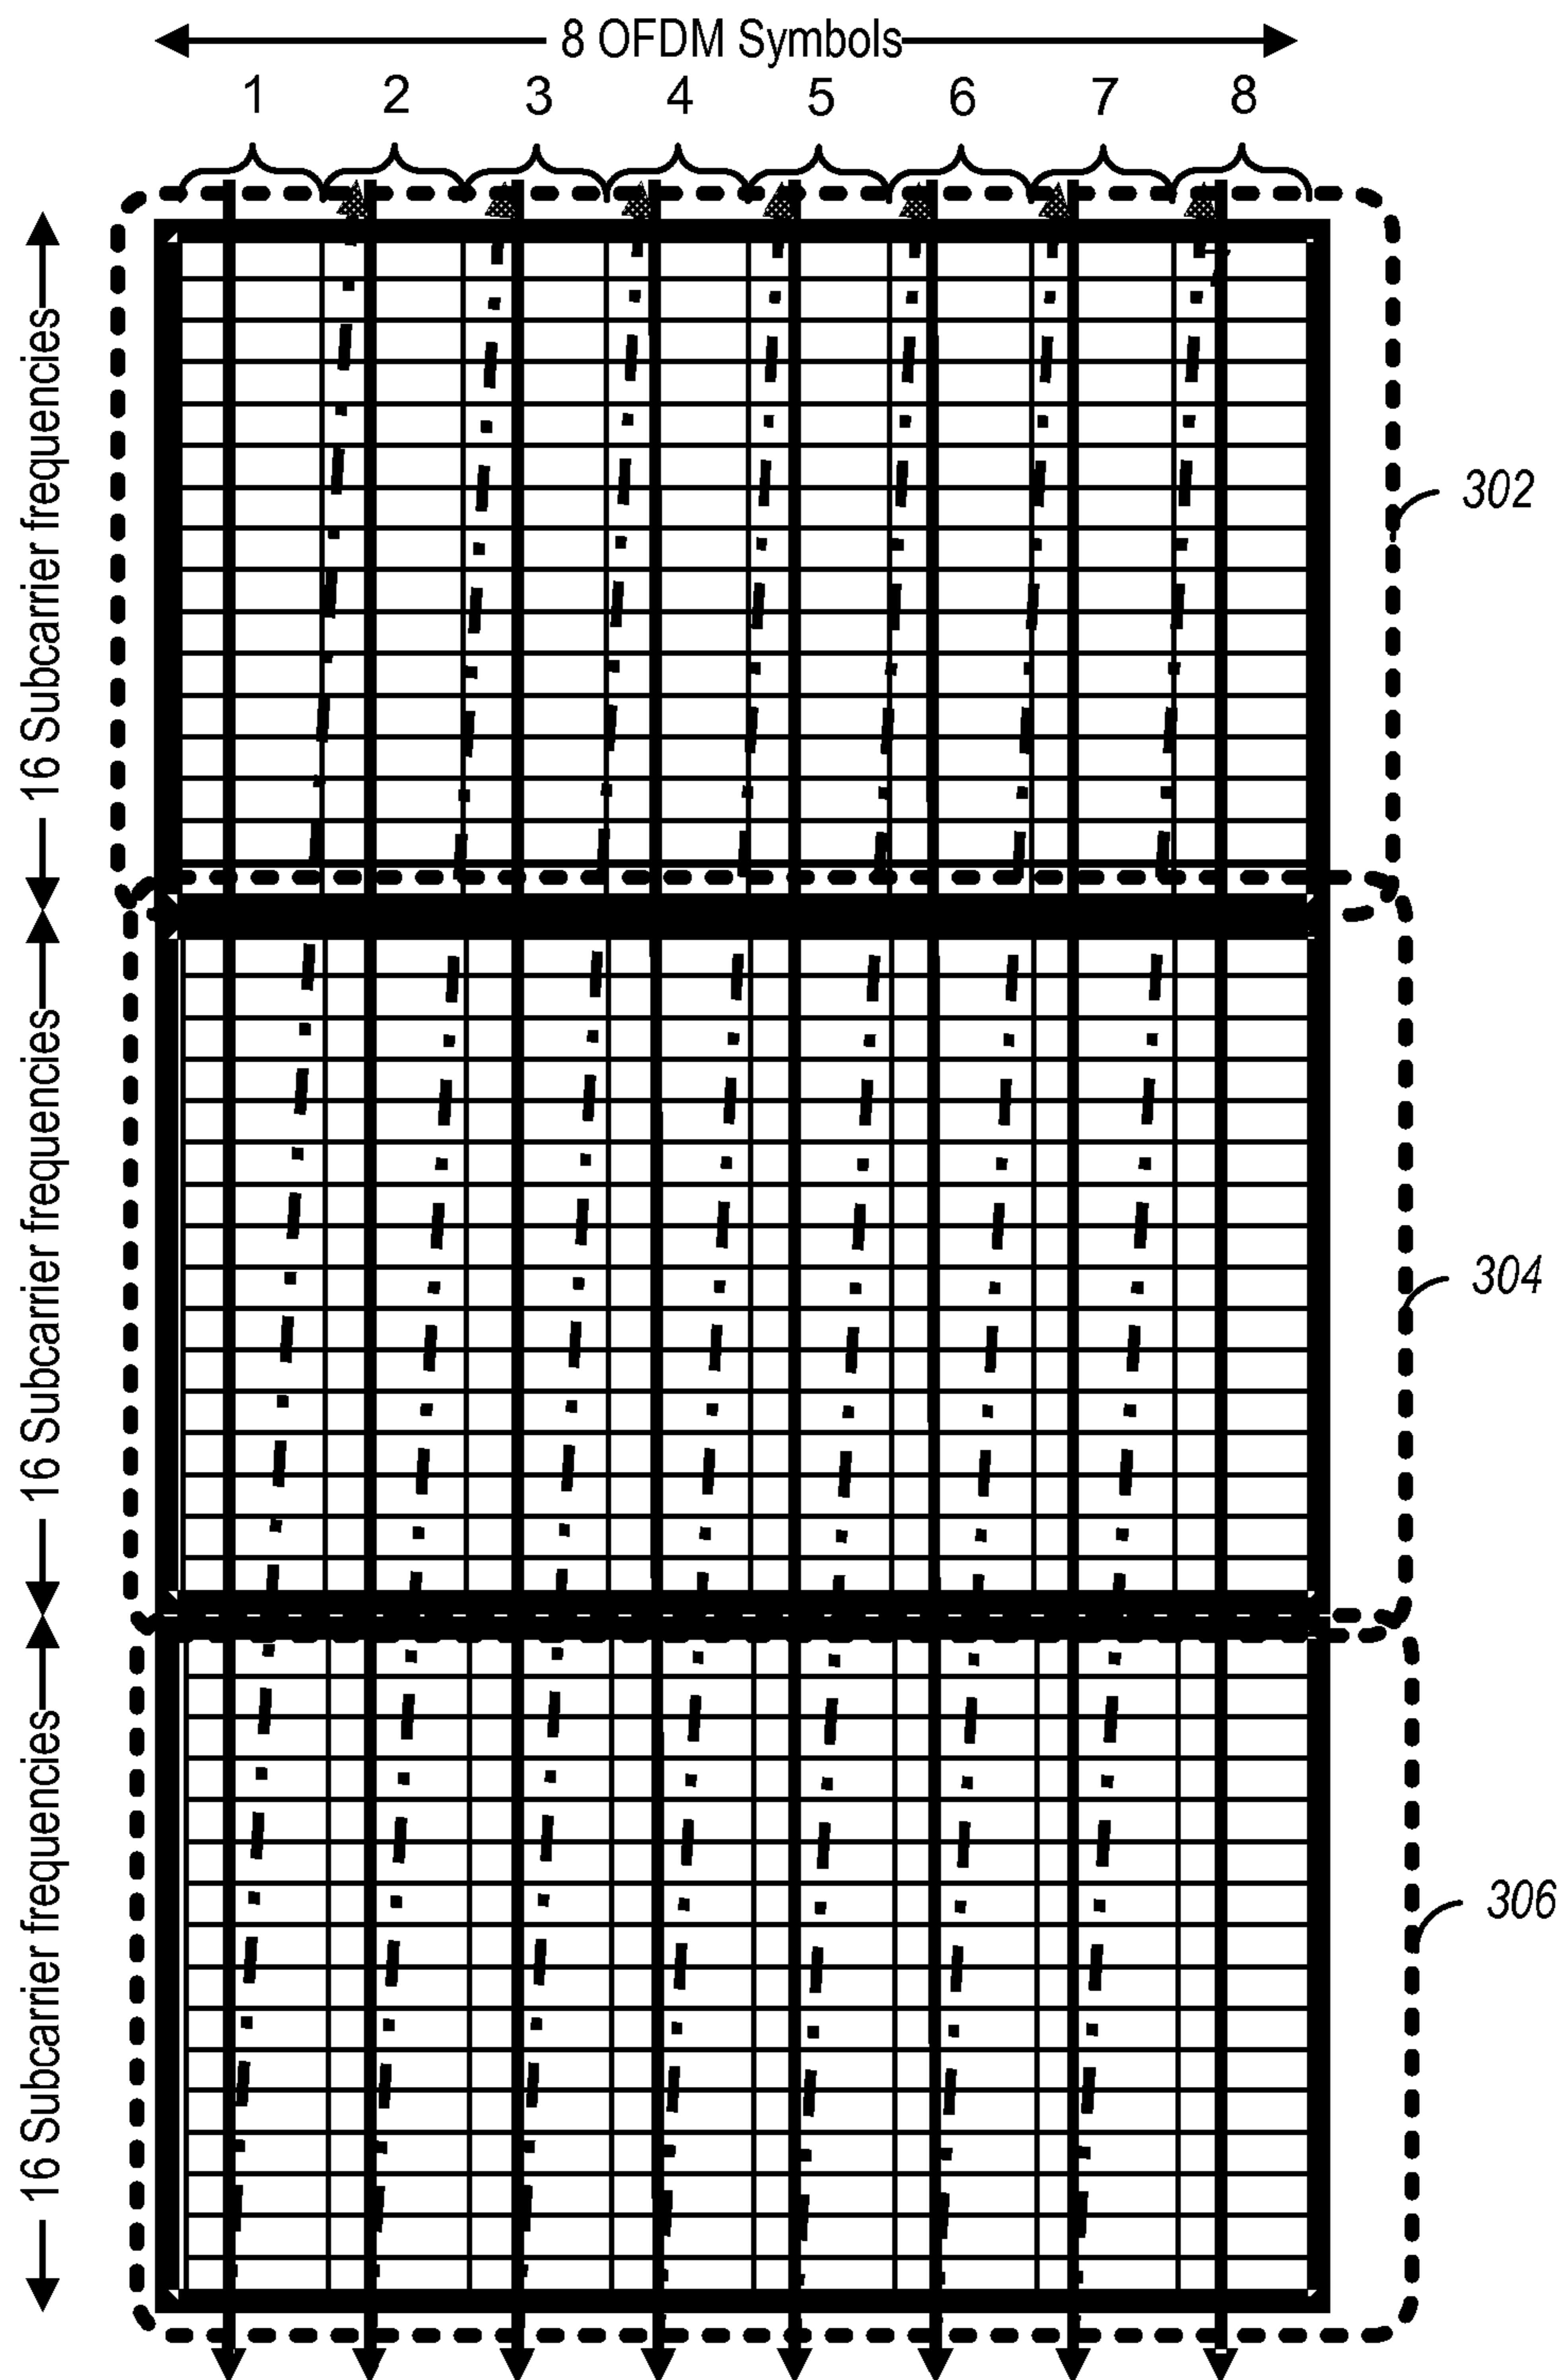 8 OFDM Symbols
1 2 3 4 5 6 7 8
16 Subcarrier frequencies
302
16 Subcarrier frequencies
304
16 Subcarrier frequencies
306